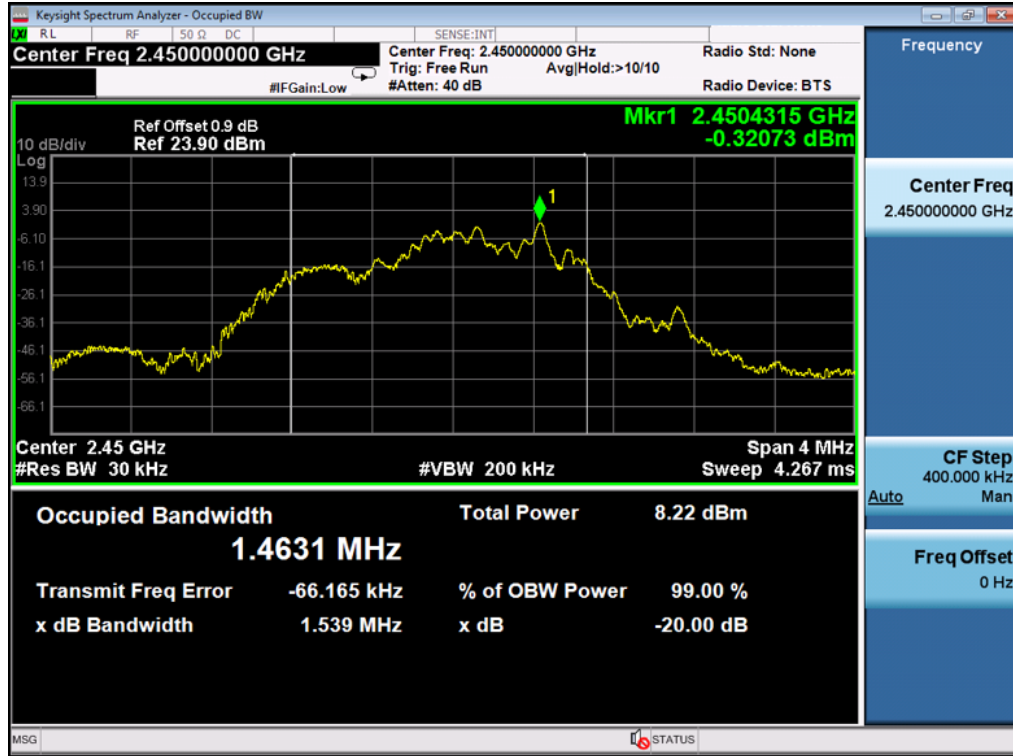 Keysight Spectrum Analyzer - Occupied BW
LXI RL RF 50 Ω DC SENSE:INT
Center Freq 2.450000000 GHz
#IFGain:Low
Center Freq: 2.450000000 GHz
Trig: Free Run Avg|Hold:>10/10
#Atten: 40 dB
Radio Std: None
Radio Device: BTS
Mkr1 2.4504315 GHz
-0.32073 dBm
Ref Offset 0.9 dB
10 dB/div Ref 23.90 dBm
Log
13.9
3.90
-6.10
-16.1
-26.1
-36.1
-46.1
-56.1
-66.1
1
Center 2.45 GHz Span 4 MHz
#Res BW 30 kHz #VBW 200 kHz Sweep 4.267 ms
Occupied Bandwidth Total Power 8.22 dBm
1.4631 MHz
Transmit Freq Error -66.165 kHz % of OBW Power 99.00 %
x dB Bandwidth 1.539 MHz x dB -20.00 dB
Frequency
Center Freq
2.450000000 GHz
CF Step
400.000 kHz
Auto Man
Freq Offset
0 Hz
MSG STATUS